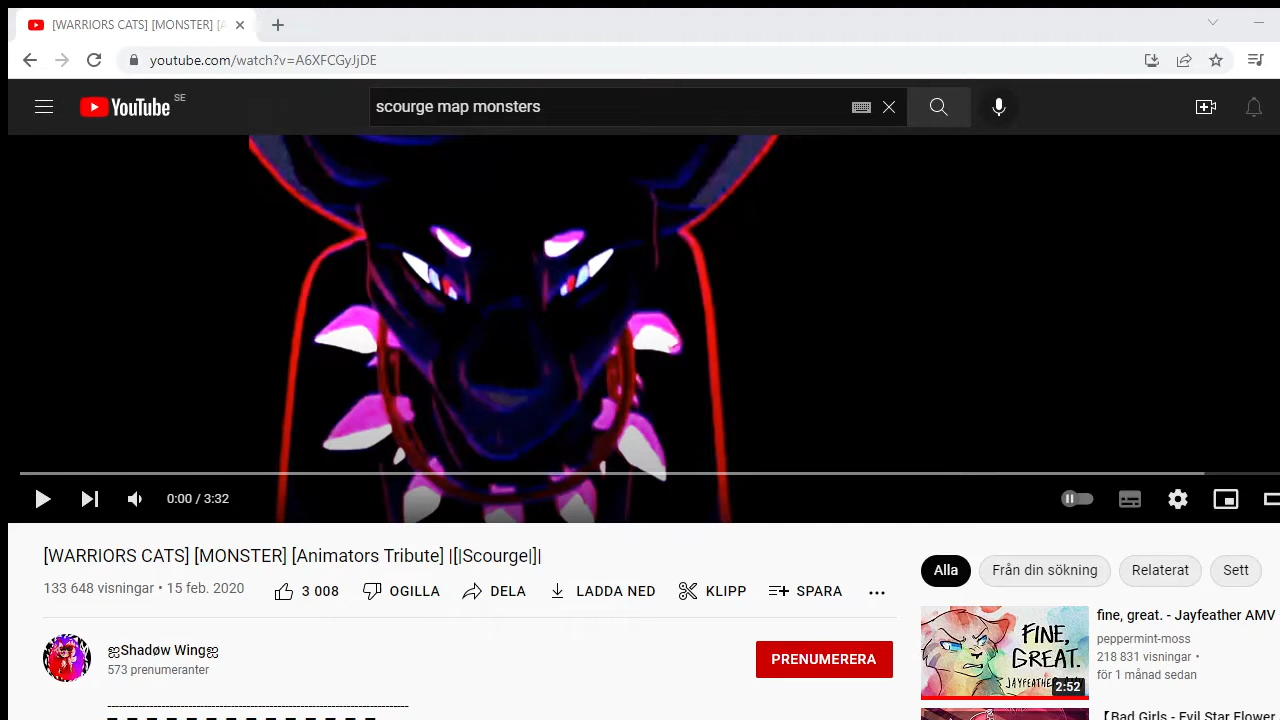 [WARRIORS CATS] [MONSTER] [A
youtube.com/watch?v=A6XFCGyJjDE
YouTube SE
scourge map monsters
0:00 / 3:32
[WARRIORS CATS] [MONSTER] [Animators Tribute] |[|Scourge|]|
133 648 visningar • 15 feb. 2020
3 008
OGILLA
DELA
LADDA NED
KLIPP
SPARA
ஐShadøw Wingஐ
573 prenumeranter
PRENUMERERA
Alla
Från din sökning
Relaterat
Sett
FINE,
GREAT.
2:52
fine, great. - Jayfeather AMV
peppermint-moss
218 831 visningar •
för 1 månad sedan
【Bad Girls - Evil Star Flowe